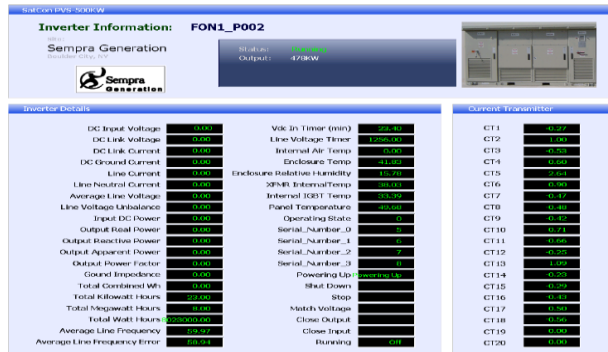 SatCon PVS-500KW
Inverter Information: FON1_P002
Site:
Sempra Generation
Boulder City, NV
Status: Running
Output: 478KW
Sempra
Generation
Inverter Details
DC Input Voltage 0.00
DC Link Voltage 0.00
DC Link Current 0.00
DC Ground Current 0.00
Line Current 0.00
Line Neutral Current 0.00
Average Line Voltage 0.00
Line Voltage Unbalance 0.00
Input DC Power 0.00
Output Real Power 0.00
Output Reactive Power 0.00
Output Apparent Power 0.00
Output Power Factor 0.00
Gound Impedance 0.00
Total Combined Wh 0.00
Total Kilowatt Hours 23.00
Total Megawatt Hours 8.00
Total Watt Hours
Average Line Frequency 59.97
Average Line Frequency Error 58.94
Vdc In Timer (min) 23.40
Line Voltage Timer 1256.00
Internal Air Temp 0.00
Enclosure Temp 41.83
Enclosure Relative Humidity 15.70
XFMR InternalTemp 38.03
Internal IGBT Temp 33.39
Panel Temperature 49.60
Operating State 0
Serial_Number_0 5
Serial_Number_1 6
Serial_Number_2 7
Serial_Number_3 8
Powering Up Powering Up
Shut Down
Stop
Match Voltage
Close Output
Close Input
Running Off
Current Transmitter
CT1 -0.27
CT2 1.00
CT3 -0.53
CT4 0.60
CT5 2.64
CT6 0.90
CT7 -0.47
CT8 -0.48
CT9 -0.42
CT10 0.71
CT11 -0.66
CT12 -0.25
CT13 1.09
CT14 -0.23
CT15 -0.29
CT16 -0.43
CT17 0.50
CT18 0.56
CT19 0.00
CT20 0.00